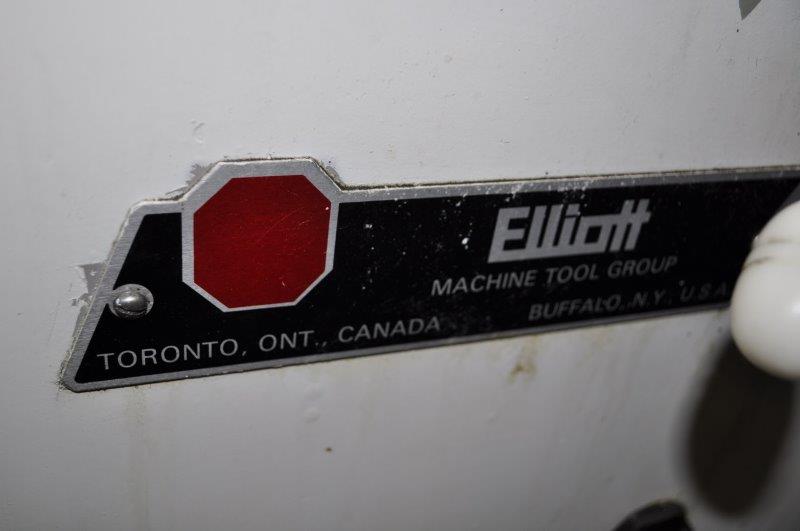 Elliott
MACHINE TOOL GROUP
TORONTO, ONT., CANADA
BUFFALO, N.Y., U.S.A